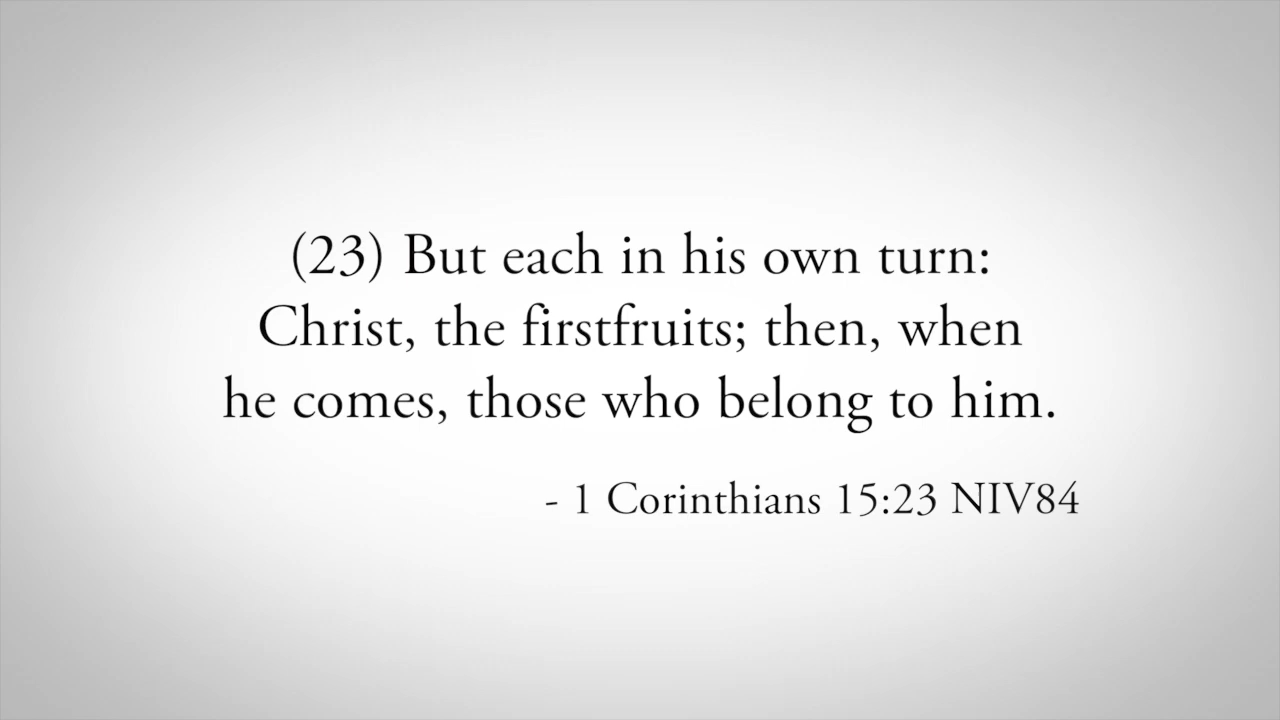 (23) But each in his own turn:
Christ, the firstfruits; then, when
he comes, those who belong to him.
- 1 Corinthians 15:23 NIV84